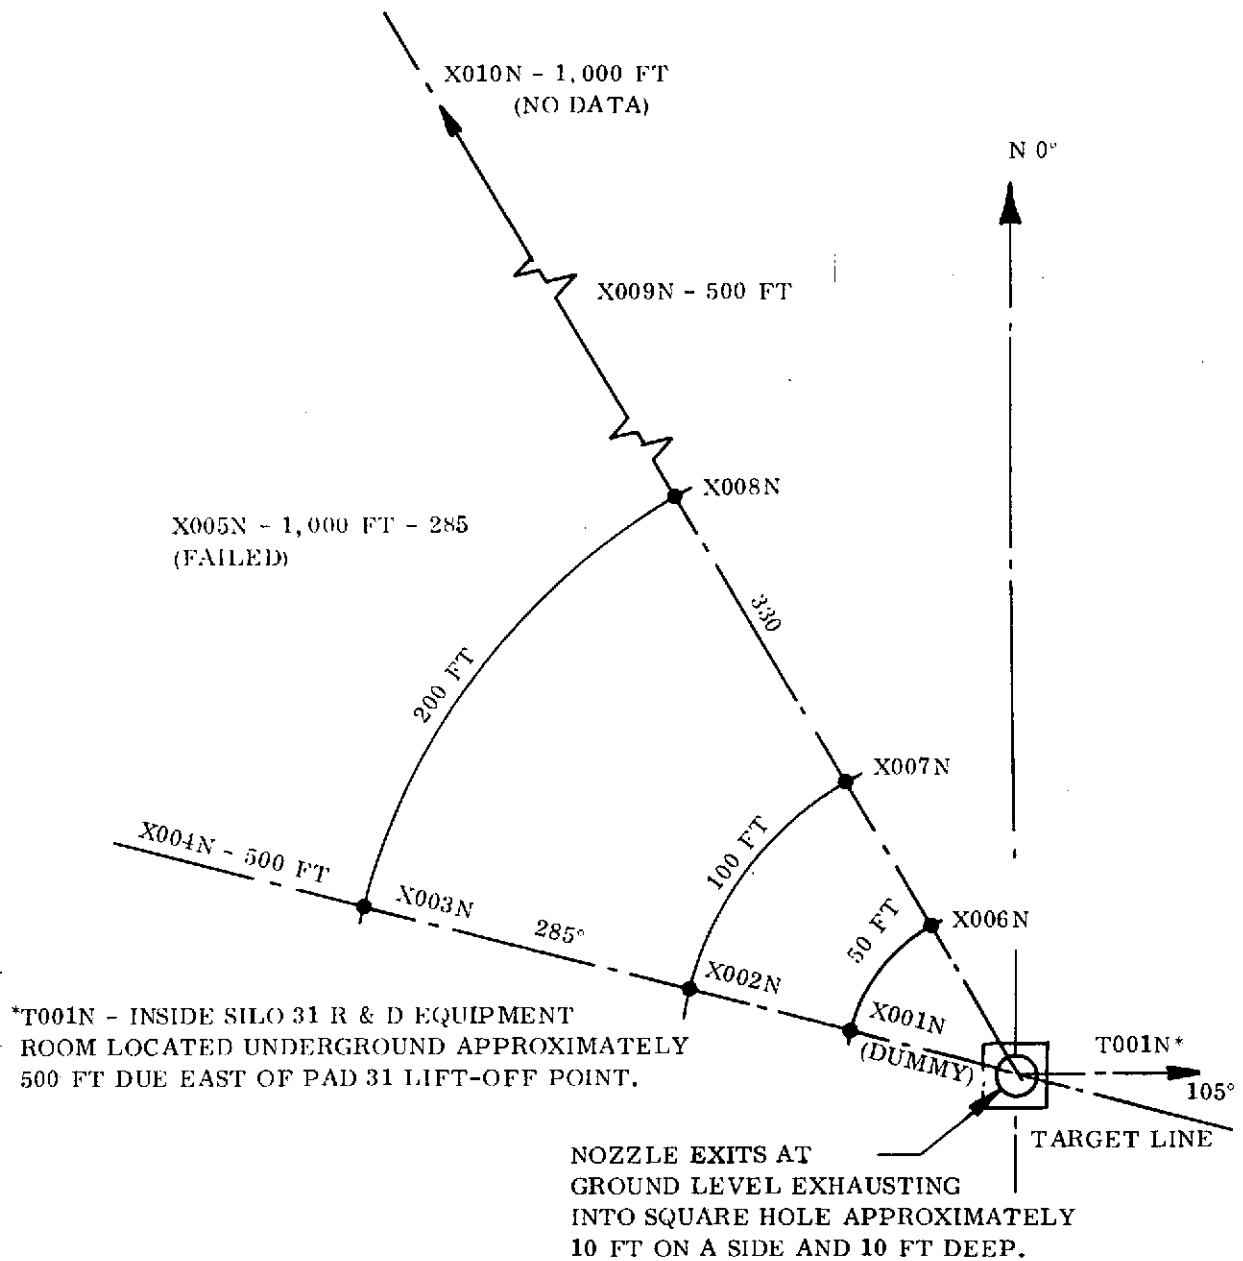 X010N - 1,000 FT
(NO DATA)
N 0°
X009N - 500 FT
X008N
X005N - 1,000 FT - 285
(FAILED)
330
200 FT
X007N
100 FT
X004N - 500 FT
X003N
285°
50 FT
X006N
X002N
X001N
(DUMMY)
*T001N - INSIDE SILO 31 R & D EQUIPMENT
ROOM LOCATED UNDERGROUND APPROXIMATELY
500 FT DUE EAST OF PAD 31 LIFT-OFF POINT.
T001N*
105°
TARGET LINE
NOZZLE EXITS AT
GROUND LEVEL EXHAUSTING
INTO SQUARE HOLE APPROXIMATELY
10 FT ON A SIDE AND 10 FT DEEP.